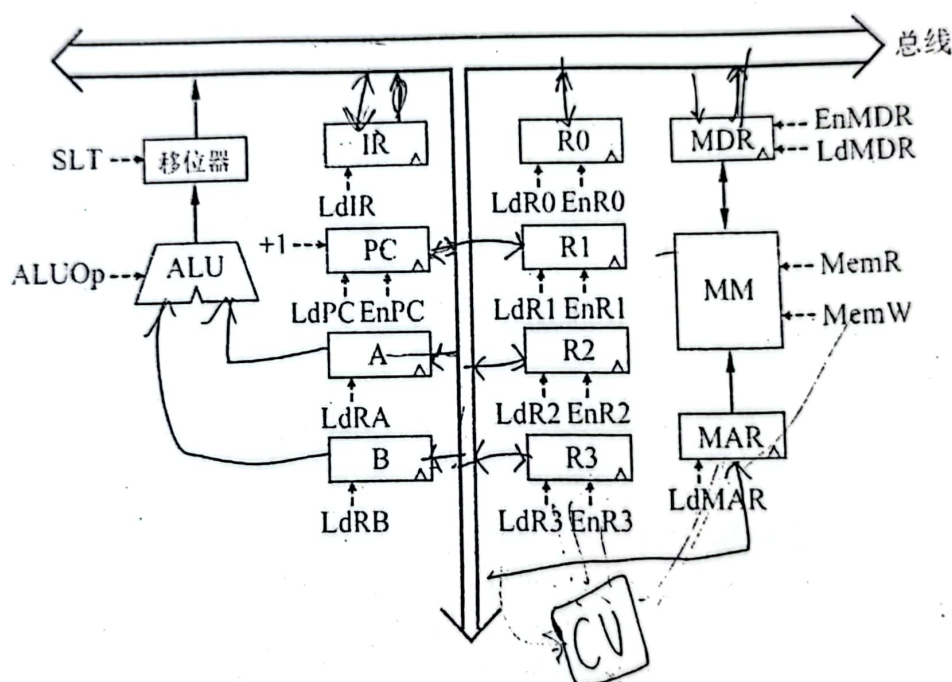 总线
IR
R0
MDR
EnMDR
LdMDR
SLT
移位器
LdIR
LdR0 EnR0
+1
PC
R1
ALUOp
ALU
MM
MemR
MemW
LdPC EnPC
LdR1 EnR1
A
R2
LdRA
LdR2 EnR2
MAR
B
R3
LdMAR
LdRB
LdR3 EnR3
CU